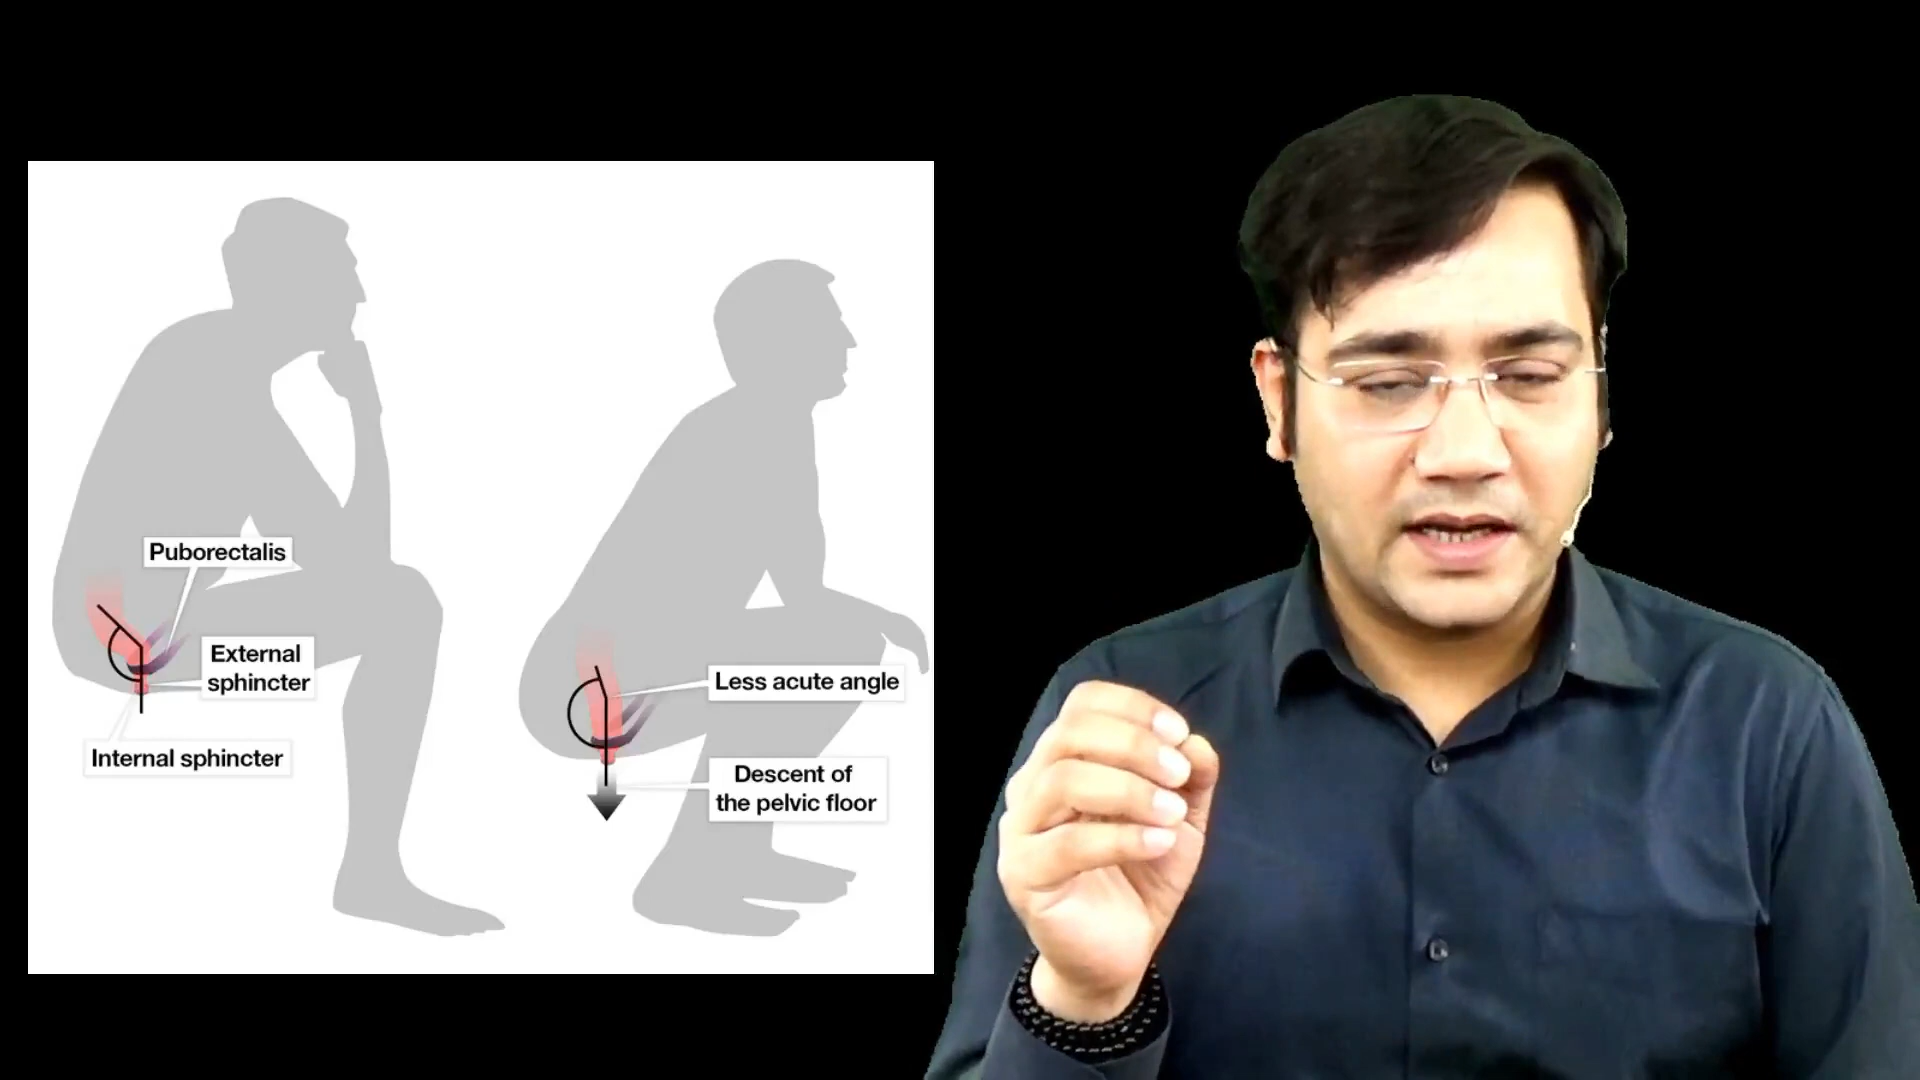 Puborectalis
External
sphincter
Internal sphincter
Less acute angle
Descent of
the pelvic floor